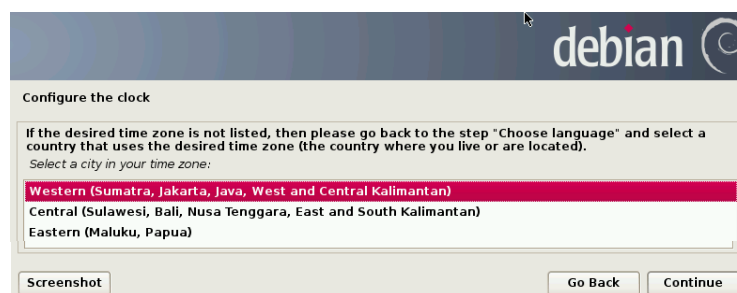 debian
Configure the clock
If the desired time zone is not listed, then please go back to the step "Choose language" and select a
country that uses the desired time zone (the country where you live or are located).
Select a city in your time zone:
Western (Sumatra, Jakarta, Java, West and Central Kalimantan)
Central (Sulawesi, Bali, Nusa Tenggara, East and South Kalimantan)
Eastern (Maluku, Papua)
Screenshot Go Back Continue